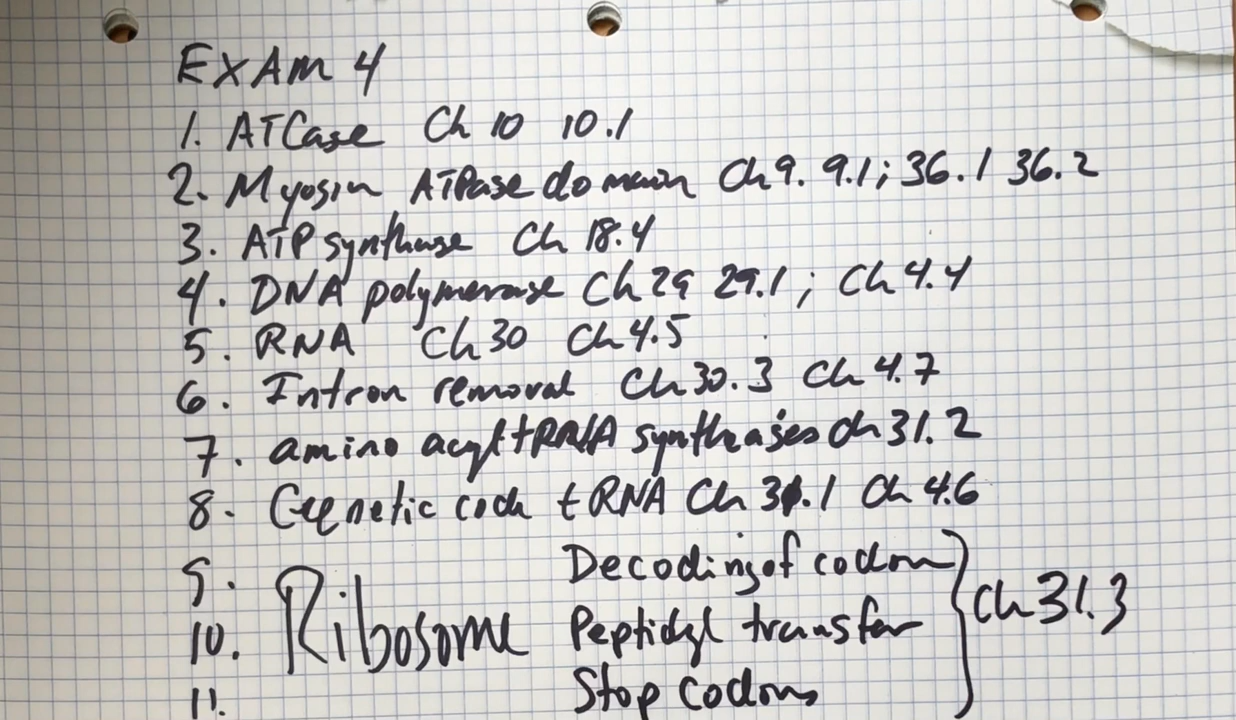 EXAM 4
1. ATCase Ch 10 10.1
2. Myosin ATPase domain Ch 9. 9.1; 36.1 36.2
3. ATP synthase Ch 18.4
4. DNA polymerase Ch 29 29.1; Ch 4.4
5. RNA Ch 30 Ch 4.5
6. Intron removal Ch 30.3 Ch 4.7
7. amino acyl tRNA synthases Ch 31.2
8. Genetic code tRNA Ch 31.1 Ch 4.6
9. Decoding of codon
10. Ribosome Peptidyl transfer Ch 31.3
11. Stop codons